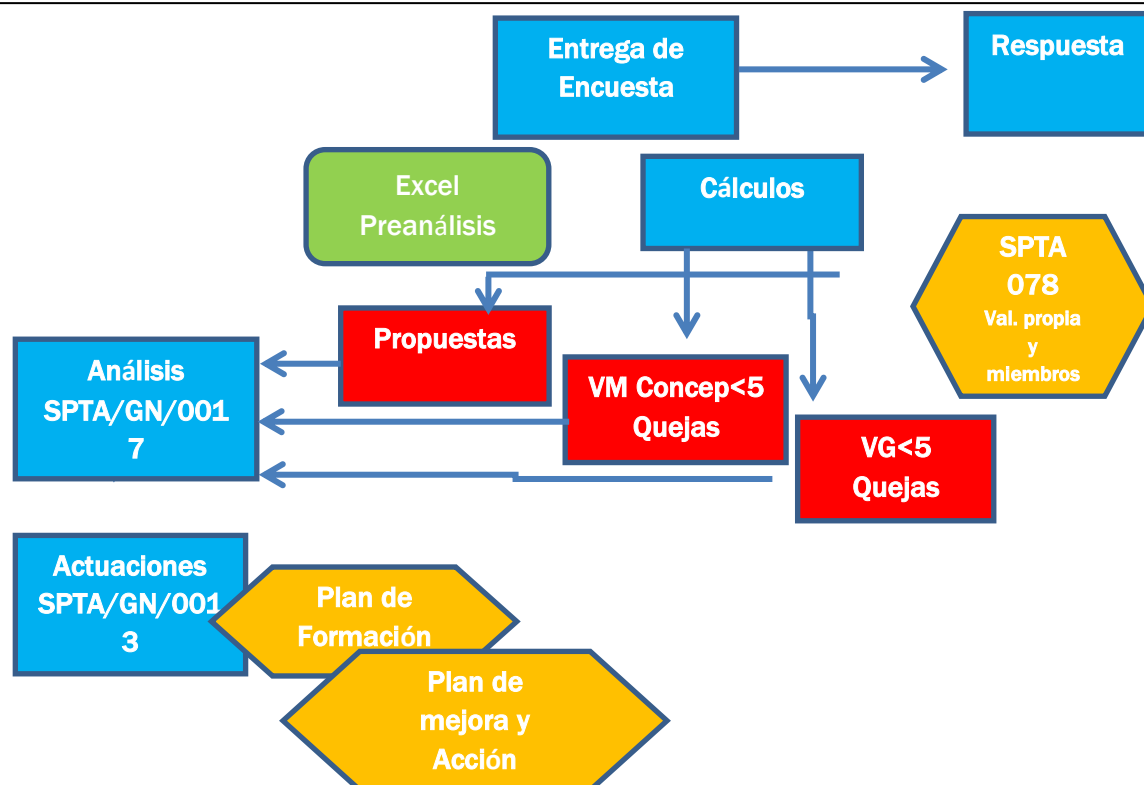 Entrega de
Encuesta
Respuesta
Excel
Preanálisis
Cálculos
SPTA
078
Val. propia
y
miembros
Propuestas
VM Concep<5
Quejas
VG<5
Quejas
Análisis
SPTA/GN/001
7
Actuaciones
SPTA/GN/001
3
Plan de
Formación
Plan de
mejora y
Acción